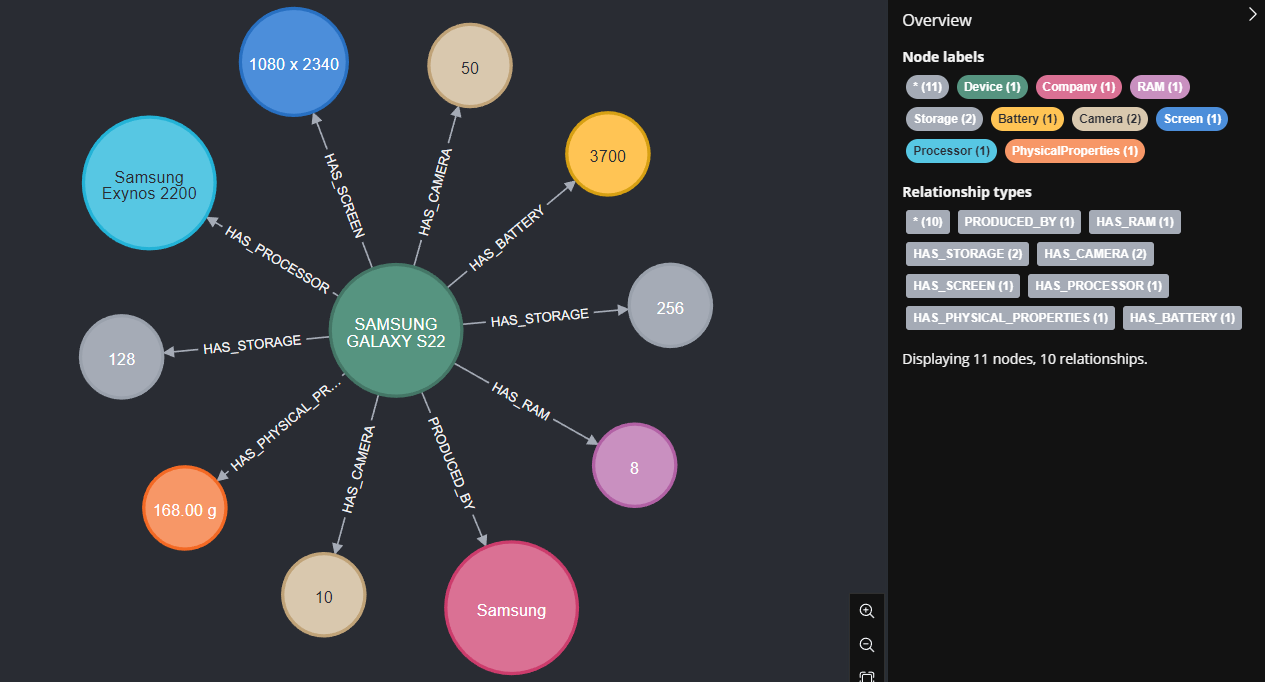 1080 x 2340
50
3700
Samsung
Exynos 2200
HAS_SCREEN
HAS_CAMERA
HAS_BATTERY
HAS_PROCESSOR
HAS_STORAGE
256
SAMSUNG
GALAXY S22
128
HAS_STORAGE
HAS_RAM
HAS_PHYSICAL_PR...
HAS_CAMERA
PRODUCED_BY
8
168.00 g
10
Samsung
Overview
Node labels
* (11) Device (1) Company (1) RAM (1)
Storage (2) Battery (1) Camera (2) Screen (1)
Processor (1) PhysicalProperties (1)
Relationship types
* (10) PRODUCED_BY (1) HAS_RAM (1)
HAS_STORAGE (2) HAS_CAMERA (2)
HAS_SCREEN (1) HAS_PROCESSOR (1)
HAS_PHYSICAL_PROPERTIES (1) HAS_BATTERY (1)
Displaying 11 nodes, 10 relationships.